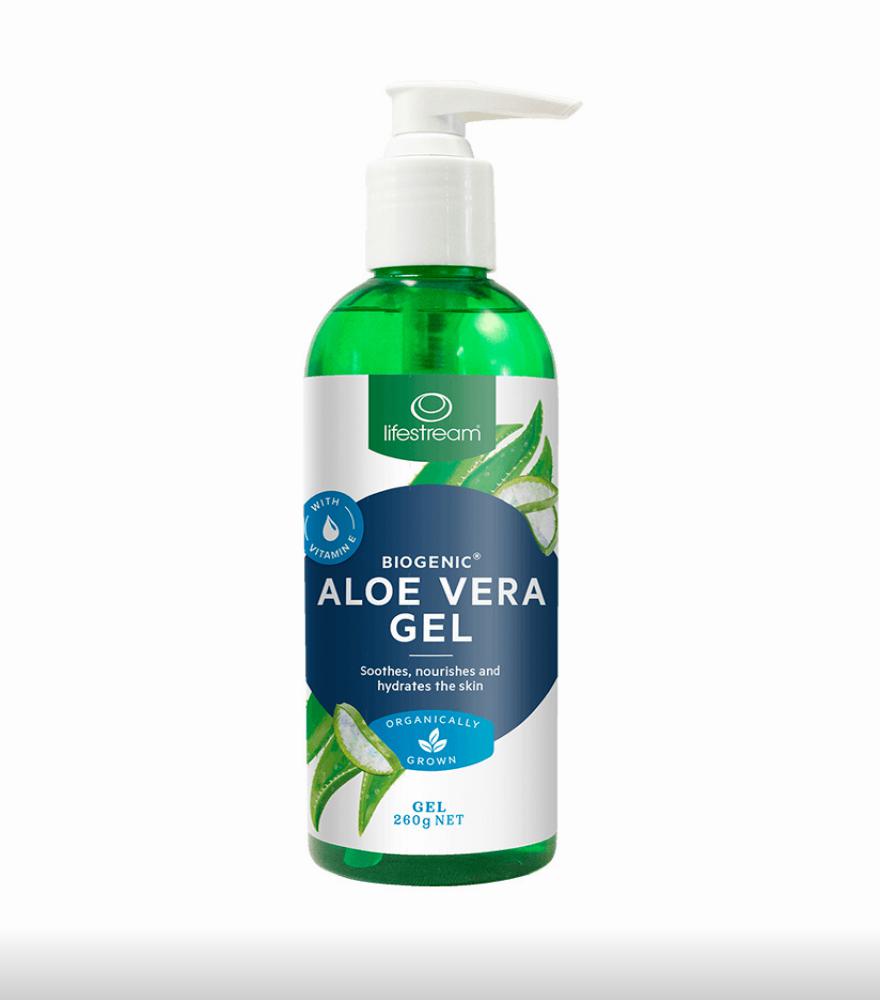 lifestream®
WITH
VITAMIN E
BIOGENIC®
ALOE VERA
GEL
Soothes, nourishes and
hydrates the skin
ORGANICALLY
GROWN
GEL
260g NET